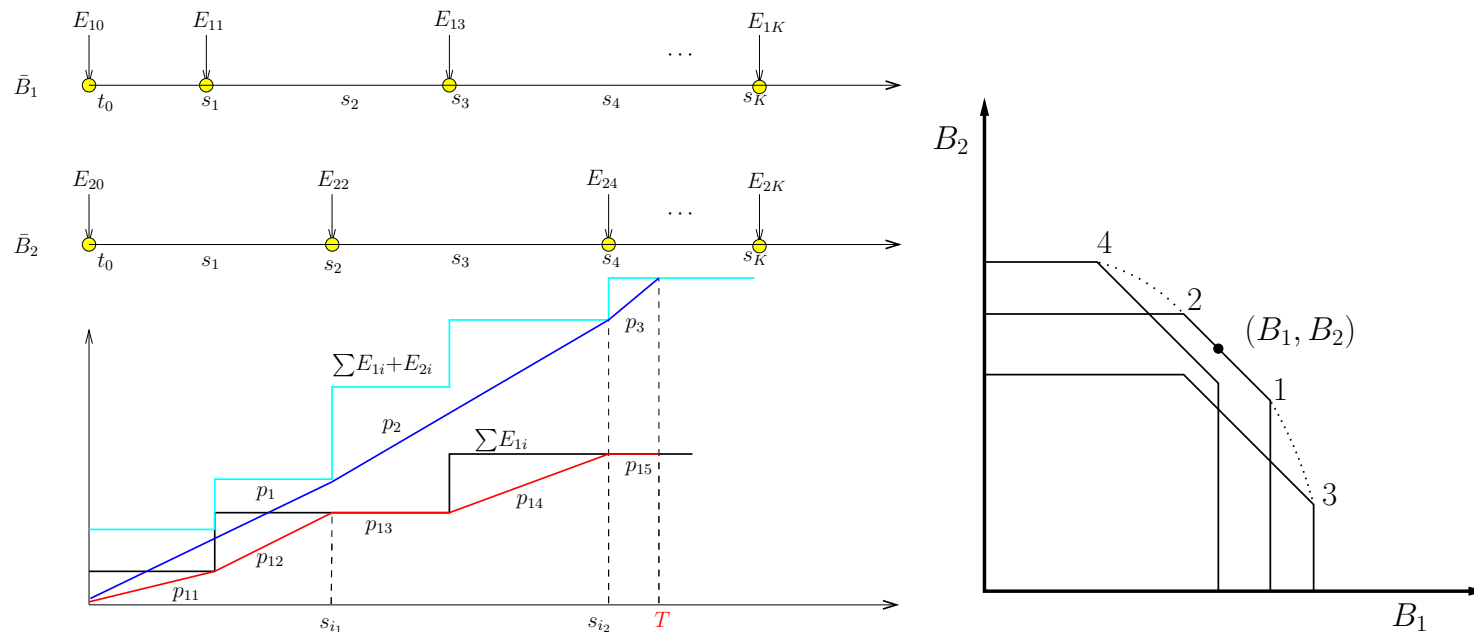 E₁₀ E₁₁ E₁₃ E₁K
...
B̄₁
t₀ s₁ s₂ s₃ s₄ sK
E₂₀ E₂₂ E₂₄ E₂K
...
B̄₂
t₀ s₁ s₂ s₃ s₄ sK
∑E₁ᵢ+E₂ᵢ
p₃
p₂
∑E₁ᵢ
p₁
p₁₅
p₁₄
p₁₃
p₁₂
p₁₁
sᵢ₁ sᵢ₂ T
B₂
4
2
(B₁, B₂)
1
3
B₁